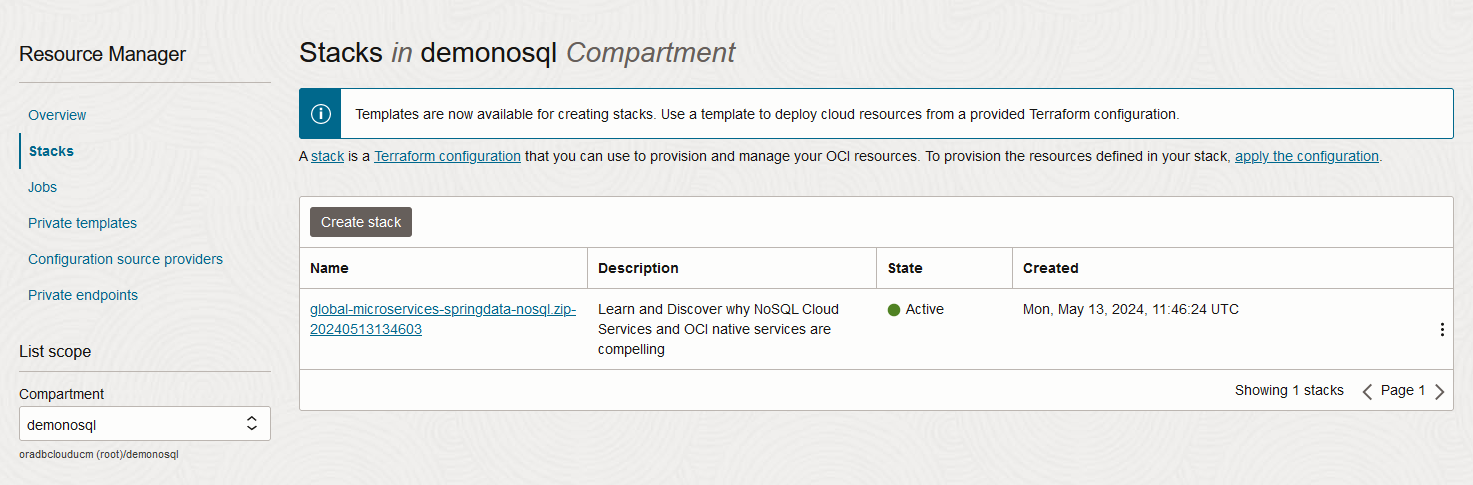 Resource Manager
Overview
Stacks
Jobs
Private templates
Configuration source providers
Private endpoints
List scope
Compartment
demonosql
oradbclouducm (root)/demonosql
Stacks in demonosql Compartment
Templates are now available for creating stacks. Use a template to deploy cloud resources from a provided Terraform configuration.
A stack is a Terraform configuration that you can use to provision and manage your OCI resources. To provision the resources defined in your stack, apply the configuration.
Create stack
Name Description State Created
global-microservices-springdata-nosql.zip-
20240513134603
Learn and Discover why NoSQL Cloud
Services and OCI native services are
compelling
Active
Mon, May 13, 2024, 11:46:24 UTC
Showing 1 stacks Page 1